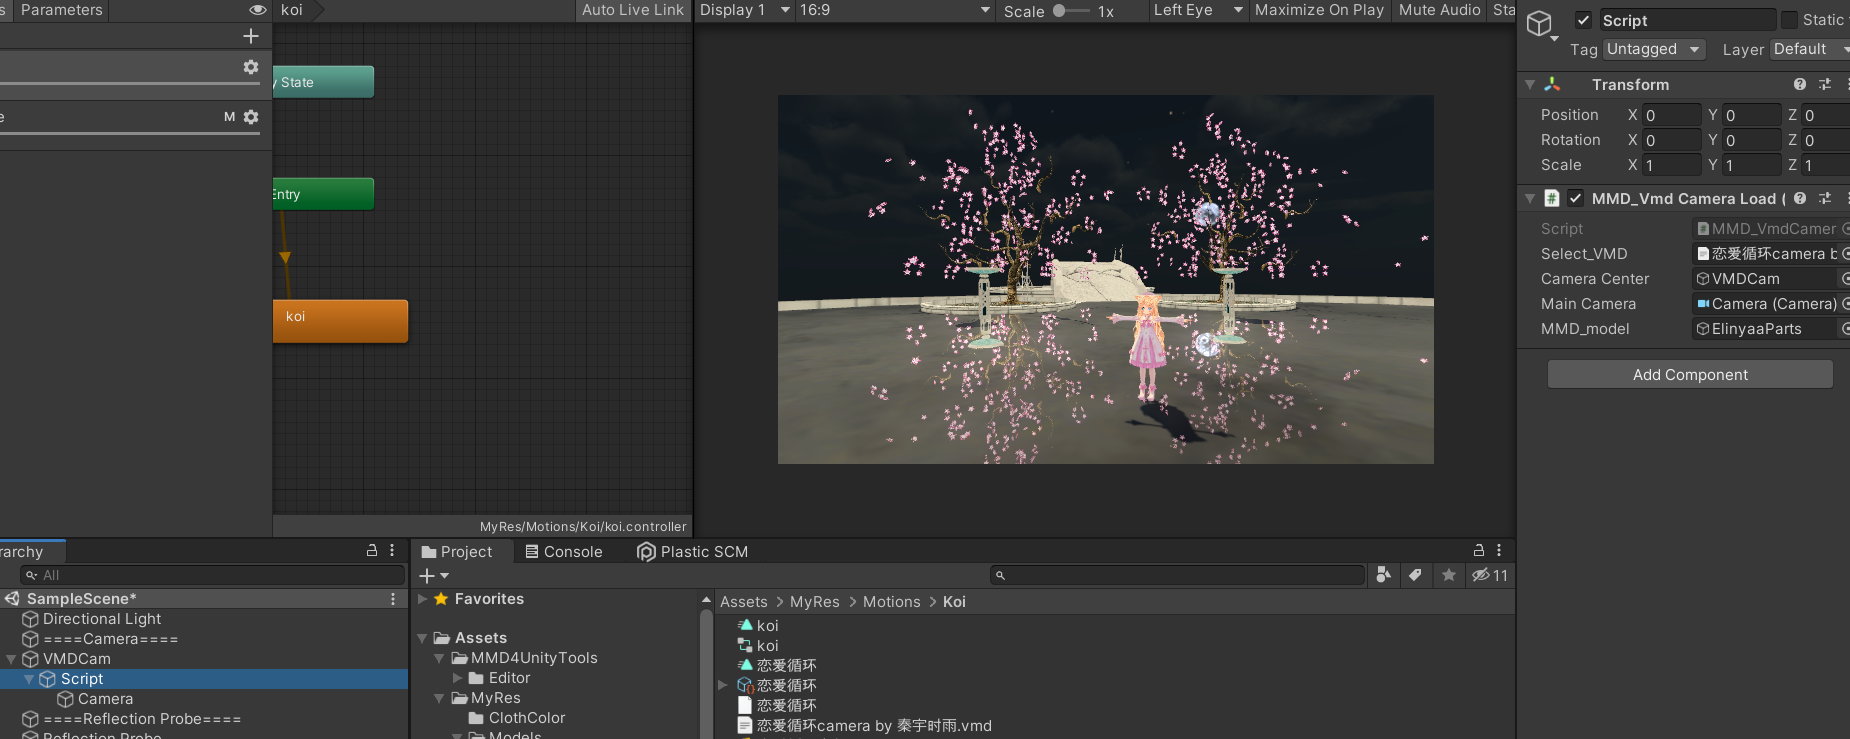 Parameters
koi
Auto Live Link
Display 1
16:9
Scale
1x
Left Eye
Maximize On Play
Mute Audio
Script
Static
Tag
Untagged
Layer
Default
Transform
Position X 0 Y 0 Z 0
Rotation X 0 Y 0 Z 0
Scale X 1 Y 1 Z 1
MMD_Vmd Camera Load (
Script MMD_VmdCamer
Select_VMD 恋爱循环camera b
Camera Center VMDCam
Main Camera Camera (Camera)
MMD_model ElinyaaParts
Add Component
y State
M
Entry
koi
MyRes/Motions/Koi/koi.controller
rarchy
All
SampleScene*
Directional Light
====Camera====
VMDCam
Script
Camera
====Reflection Probe====
Reflection Probe
Project
Console
Plastic SCM
11
Favorites
Assets
MMD4UnityTools
Editor
MyRes
ClothColor
Models
Assets > MyRes > Motions > Koi
koi
koi
恋爱循环
恋爱循环
恋爱循环
恋爱循环camera by 秦宇时雨.vmd